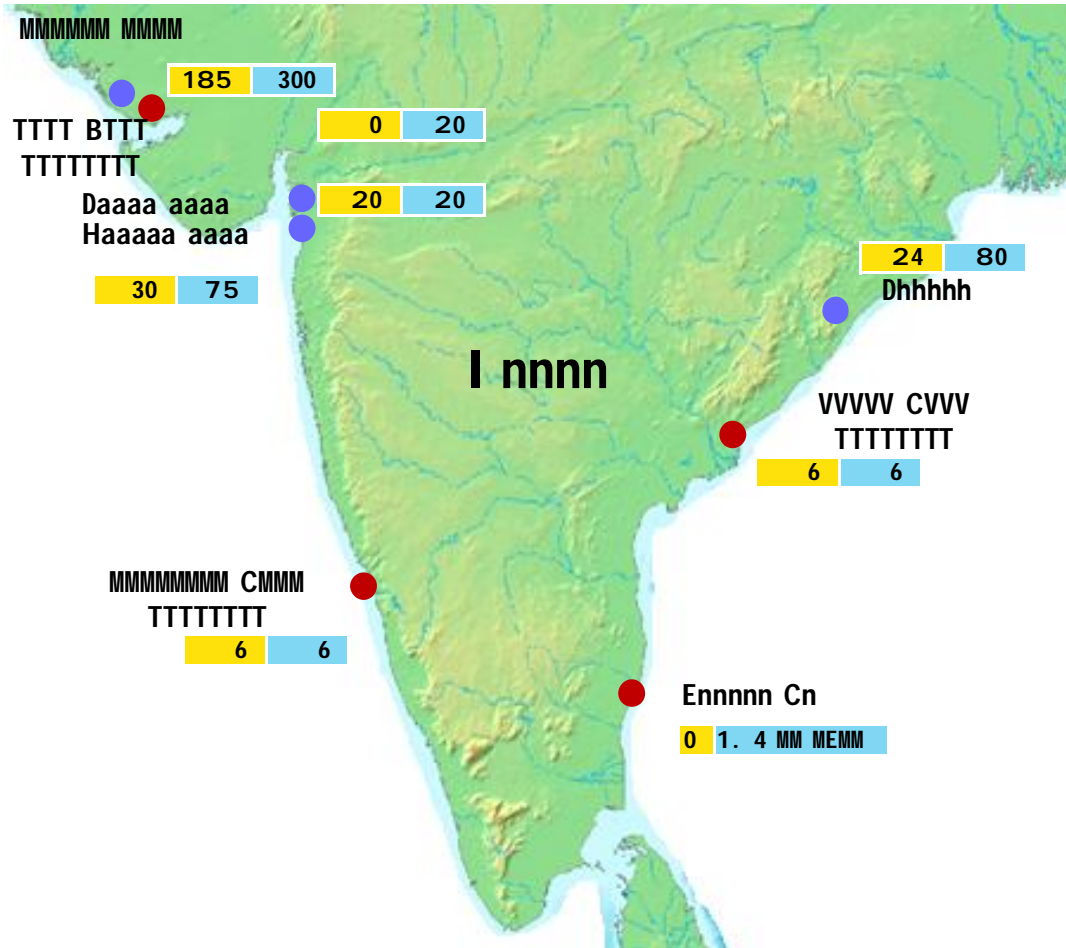 MMMMMM MMMM
185 300
TTTT BTTT
TTTTTTTT
0 20
Daaaa aaaa
Haaaaa aaaa
20 20
30 75
24 80
Dhhhhh
I nnnn
VVVVV CVVV
TTTTTTTT
6 6
MMMMMMMMM CMMM
TTTTTTTT
6 6
Ennnnn Cn
0 1. 4 MM MEMM